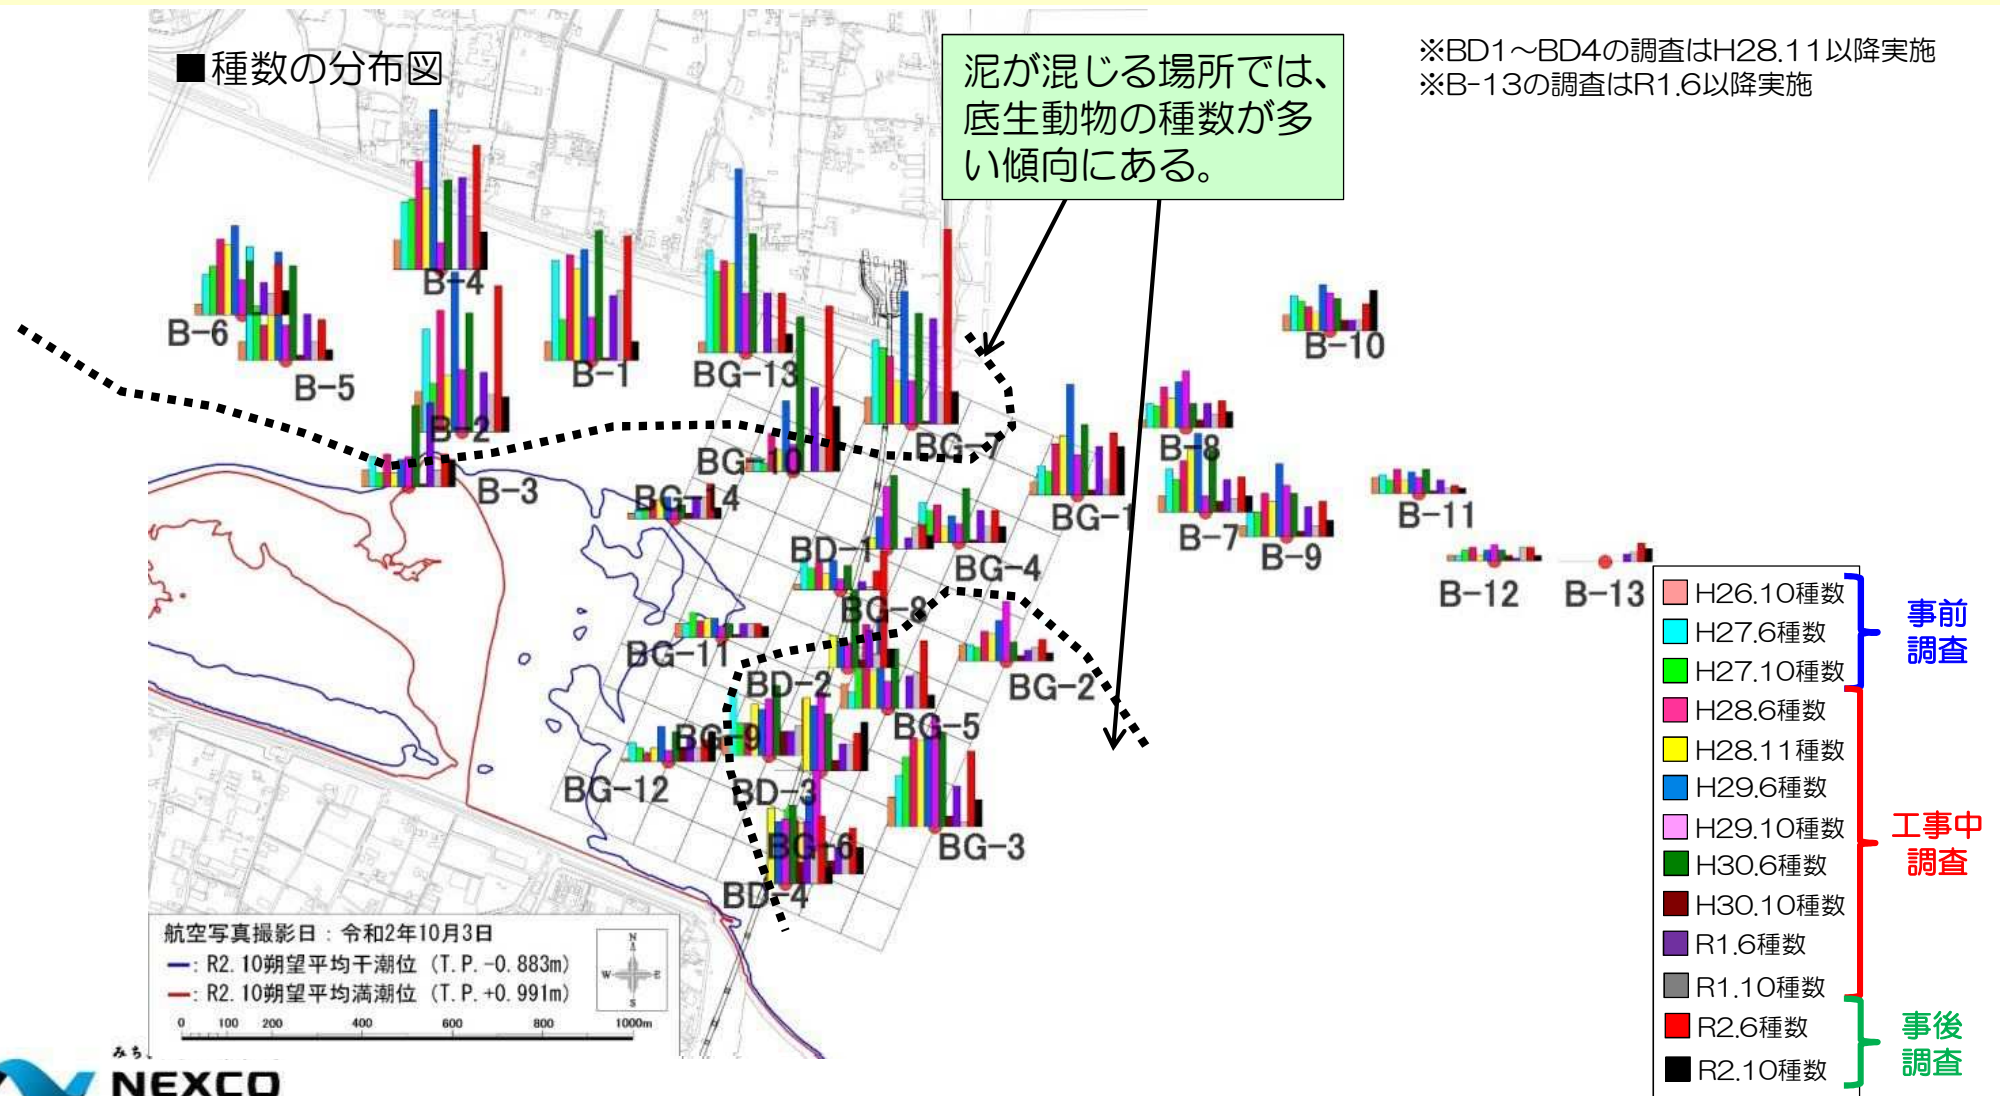 ■種数の分布図
泥が混じる場所では、
底生動物の種数が多
い傾向にある。
※BD1～BD4の調査はH28.11以降実施
※B-13の調査はR1.6以降実施
B-4
B-6
B-5
B-1
BG-13
B-10
B-2
BG-7
BG-10
B-3
BG-14
BG-1
B-8
B-7
B-9
B-11
BD-1
BG-4
B-12
B-13
BG-8
BG-11
BD-2
BG-2
BG-5
BG-9
BG-12
BD-3
BG-6
BG-3
BD-4
H26.10種数
H27.6種数
H27.10種数
H28.6種数
H28.11種数
H29.6種数
H29.10種数
H30.6種数
H30.10種数
R1.6種数
R1.10種数
R2.6種数
R2.10種数
事前
調査
工事中
調査
事後
調査
航空写真撮影日：令和2年10月3日
ー: R2.10朔望平均干潮位 (T.P.-0.883m)
ー: R2.10朔望平均満潮位 (T.P.+0.991m)
N
W E
S
0 100 200 400 600 800 1000m
みち
NEXCO